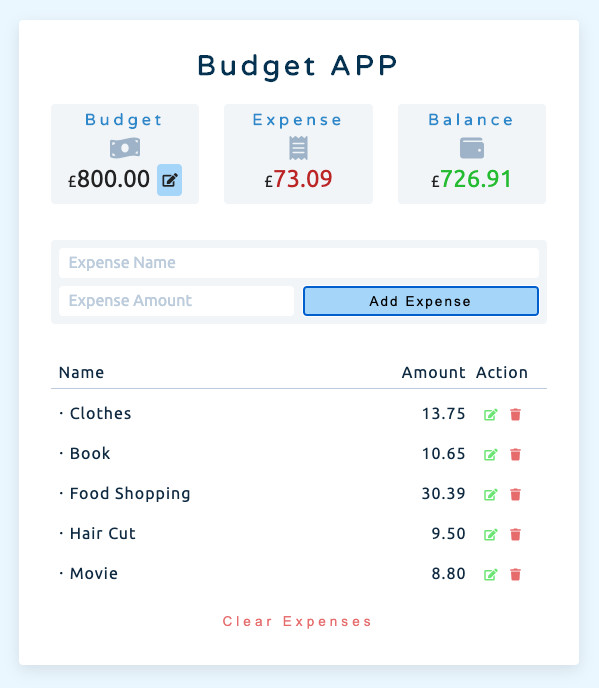 Budget APP
Budget Expense Balance
£800.00 £73.09 £726.91
Expense Name
Expense Amount Add Expense
Name Amount Action
· Clothes 13.75
· Book 10.65
· Food Shopping 30.39
· Hair Cut 9.50
· Movie 8.80
Clear Expenses